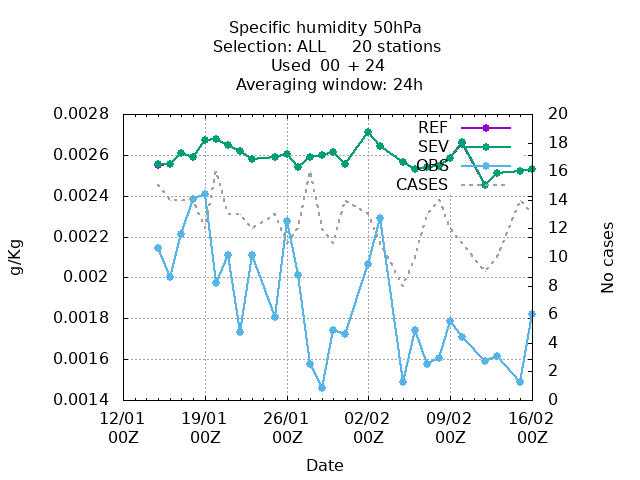 Specific humidity 50hPa
Selection: ALL 20 stations
Used 00 + 24
Averaging window: 24h
REF
SEV
OBS
CASES
0.0028
0.0026
0.0024
0.0022
0.002
0.0018
0.0016
0.0014
g/Kg
20
18
16
14
12
10
8
6
4
2
0
No cases
12/01 19/01 26/01 02/02 09/02 16/02
00Z 00Z 00Z 00Z 00Z 00Z
Date